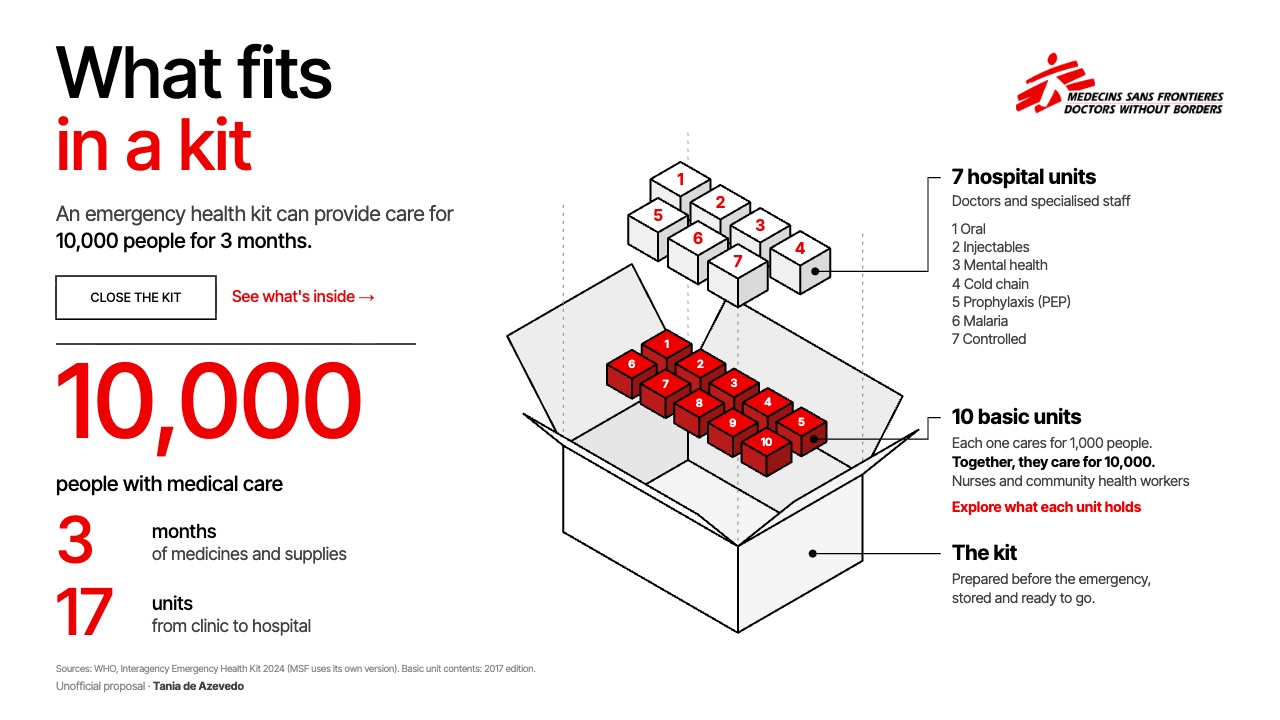 What fits
in a kit
An emergency health kit can provide care for
10,000 people for 3 months.
CLOSE THE KIT
See what's inside →
10,000
people with medical care
3
months
of medicines and supplies
17
units
from clinic to hospital
Sources: WHO, Interagency Emergency Health Kit 2024 (MSF uses its own version). Basic unit contents: 2017 edition.
Unofficial proposal · Tania de Azevedo
1
2
3
4
5
6
7
1
2
3
4
5
6
7
8
9
10
MEDECINS SANS FRONTIERES
DOCTORS WITHOUT BORDERS
7 hospital units
Doctors and specialised staff
1 Oral
2 Injectables
3 Mental health
4 Cold chain
5 Prophylaxis (PEP)
6 Malaria
7 Controlled
10 basic units
Each one cares for 1,000 people.
Together, they care for 10,000.
Nurses and community health workers
Explore what each unit holds
The kit
Prepared before the emergency,
stored and ready to go.